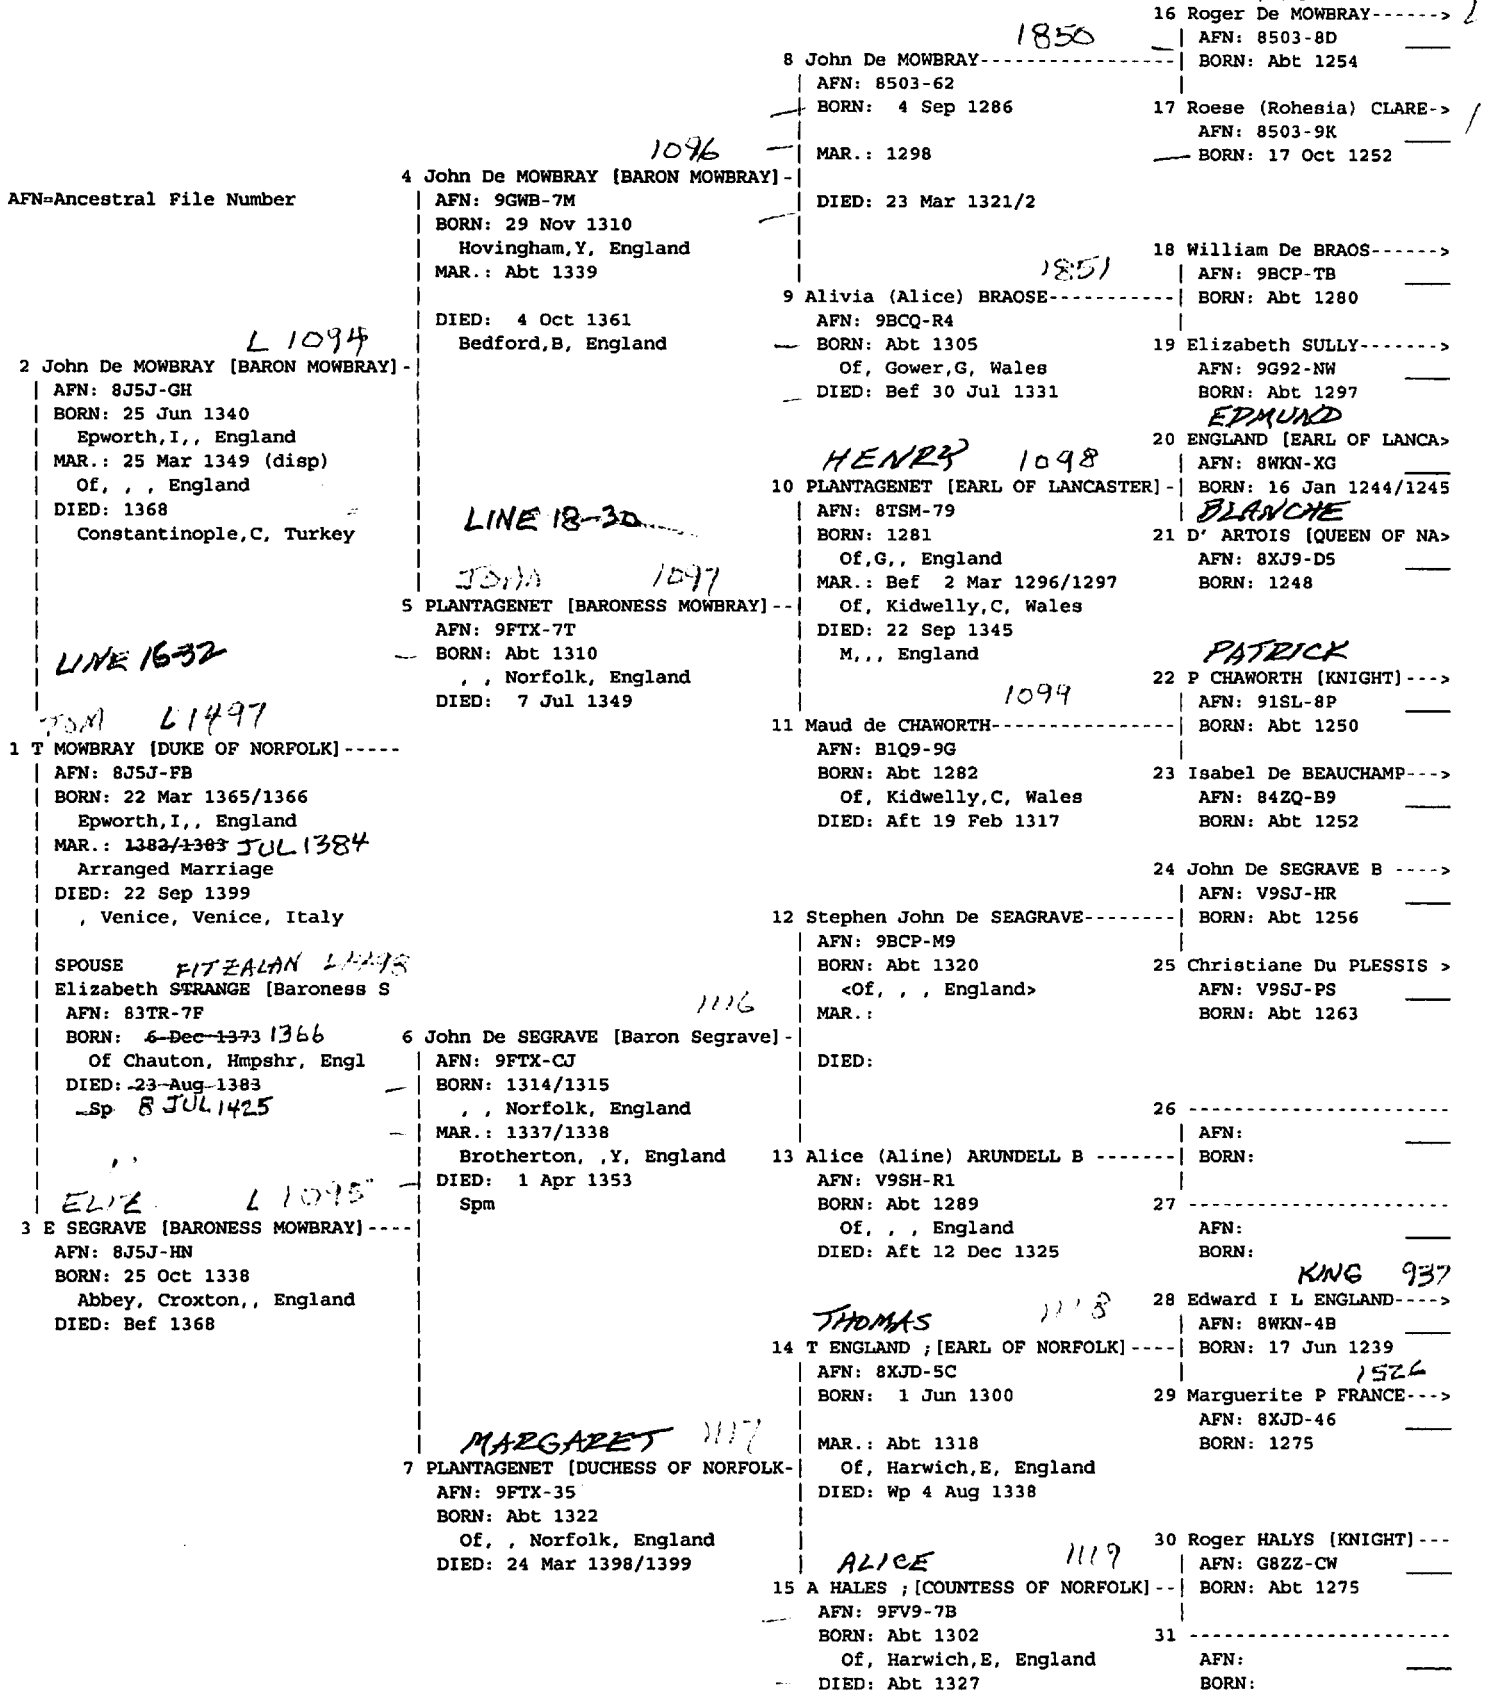 AFN=Ancestral File Number
L 1094
2 John De MOWBRAY [BARON MOWBRAY]-
AFN: 8J5J-GH
BORN: 25 Jun 1340
Epworth,I,, England
MAR.: 25 Mar 1349 (disp)
Of, , , England
DIED: 1368
Constantinople,C, Turkey
LINE 16-32
L1497
1 T MOWBRAY [DUKE OF NORFOLK]-----
AFN: 8J5J-FB
BORN: 22 Mar 1365/1366
Epworth,I,, England
MAR.: 1382/1383 JUL 1384
Arranged Marriage
DIED: 22 Sep 1399
, Venice, Venice, Italy
SPOUSE FITZALAN
Elizabeth STRANGE [Baroness S
AFN: 83TR-7F
BORN: 6 Dec 1373 1366
Of Chauton, Hmpshr, Engl
DIED: 23 Aug 1383
Sp 8 JUL 1425
ELIZ L 1095
3 E SEGRAVE [BARONESS MOWBRAY]----
AFN: 8J5J-HN
BORN: 25 Oct 1338
Abbey, Croxton,, England
DIED: Bef 1368
1096
4 John De MOWBRAY [BARON MOWBRAY]-
AFN: 9GWB-7M
BORN: 29 Nov 1310
Hovingham,Y, England
MAR.: Abt 1339
DIED: 4 Oct 1361
Bedford,B, England
LINE 18-30
1097
5 PLANTAGENET [BARONESS MOWBRAY]--
AFN: 9FTX-7T
BORN: Abt 1310
, , Norfolk, England
DIED: 7 Jul 1349
1116
6 John De SEGRAVE [Baron Segrave]-
AFN: 9FTX-CJ
BORN: 1314/1315
, , Norfolk, England
MAR.: 1337/1338
Brotherton, ,Y, England
DIED: 1 Apr 1353
Spm
MARGARET 1117
7 PLANTAGENET [DUCHESS OF NORFOLK-
AFN: 9FTX-35
BORN: Abt 1322
Of, , Norfolk, England
DIED: 24 Mar 1398/1399
1850
8 John De MOWBRAY----------------
AFN: 8503-62
BORN: 4 Sep 1286
MAR.: 1298
DIED: 23 Mar 1321/2
1851
9 Alivia (Alice) BRAOSE-----------
AFN: 9BCQ-R4
BORN: Abt 1305
Of, Gower,G, Wales
DIED: Bef 30 Jul 1331
HENRY 1098
10 PLANTAGENET [EARL OF LANCASTER]-
AFN: 8TSM-79
BORN: 1281
Of,G,, England
MAR.: Bef 2 Mar 1296/1297
Of, Kidwelly,C, Wales
DIED: 22 Sep 1345
M,,, England
1099
11 Maud de CHAWORTH----------------
AFN: B1Q9-9G
BORN: Abt 1282
Of, Kidwelly,C, Wales
DIED: Aft 19 Feb 1317
12 Stephen John De SEAGRAVE--------
AFN: 9BCP-M9
BORN: Abt 1320
<Of, , , England>
MAR.:
DIED:
13 Alice (Aline) ARUNDELL B -------
AFN: V9SH-R1
BORN: Abt 1289
Of, , , England
DIED: Aft 12 Dec 1325
THOMAS 1118
14 T ENGLAND ;[EARL OF NORFOLK]----
AFN: 8XJD-5C
BORN: 1 Jun 1300
MAR.: Abt 1318
Of, Harwich,E, England
DIED: Wp 4 Aug 1338
ALICE 1119
15 A HALES ;[COUNTESS OF NORFOLK]--
AFN: 9FV9-7B
BORN: Abt 1302
Of, Harwich,E, England
DIED: Abt 1327
16 Roger De MOWBRAY------>
AFN: 8503-8D
BORN: Abt 1254
17 Roese (Rohesia) CLARE->
AFN: 8503-9K
BORN: 17 Oct 1252
18 William De BRAOS------>
AFN: 9BCP-TB
BORN: Abt 1280
19 Elizabeth SULLY------->
AFN: 9G92-NW
BORN: Abt 1297
EDMUND
20 ENGLAND [EARL OF LANCA>
AFN: 8WKN-XG
BORN: 16 Jan 1244/1245
BLANCHE
21 D' ARTOIS [QUEEN OF NA>
AFN: 8XJ9-D5
BORN: 1248
PATRICK
22 P CHAWORTH [KNIGHT]--->
AFN: 91SL-8P
BORN: Abt 1250
23 Isabel De BEAUCHAMP--->
AFN: 84ZQ-B9
BORN: Abt 1252
24 John De SEGRAVE B ---->
AFN: V9SJ-HR
BORN: Abt 1256
25 Christiane Du PLESSIS >
AFN: V9SJ-PS
BORN: Abt 1263
26 ----------------------
AFN:
BORN:
27 ----------------------
AFN:
BORN:
KING 937
28 Edward I L ENGLAND---->
AFN: 8WKN-4B
BORN: 17 Jun 1239
1526
29 Marguerite P FRANCE--->
AFN: 8XJD-46
BORN: 1275
30 Roger HALYS [KNIGHT]---
AFN: G8ZZ-CW
BORN: Abt 1275
31 ----------------------
AFN:
BORN: